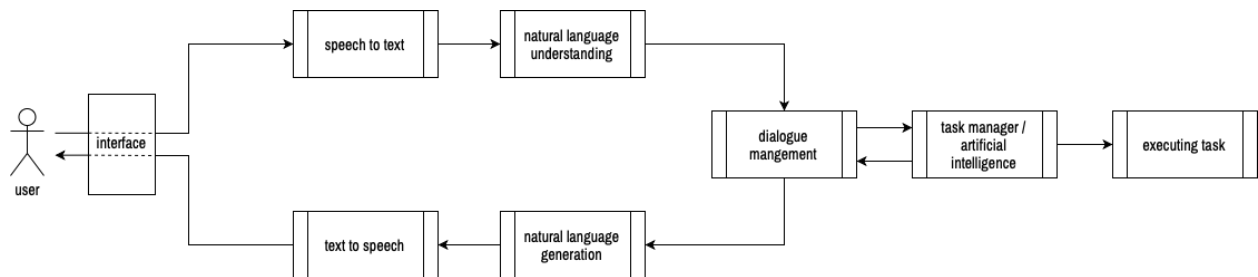 speech to text
natural language
understanding
interface
user
dialogue
mangement
task manager /
artificial
intelligence
executing task
text to speech
natural language
generation